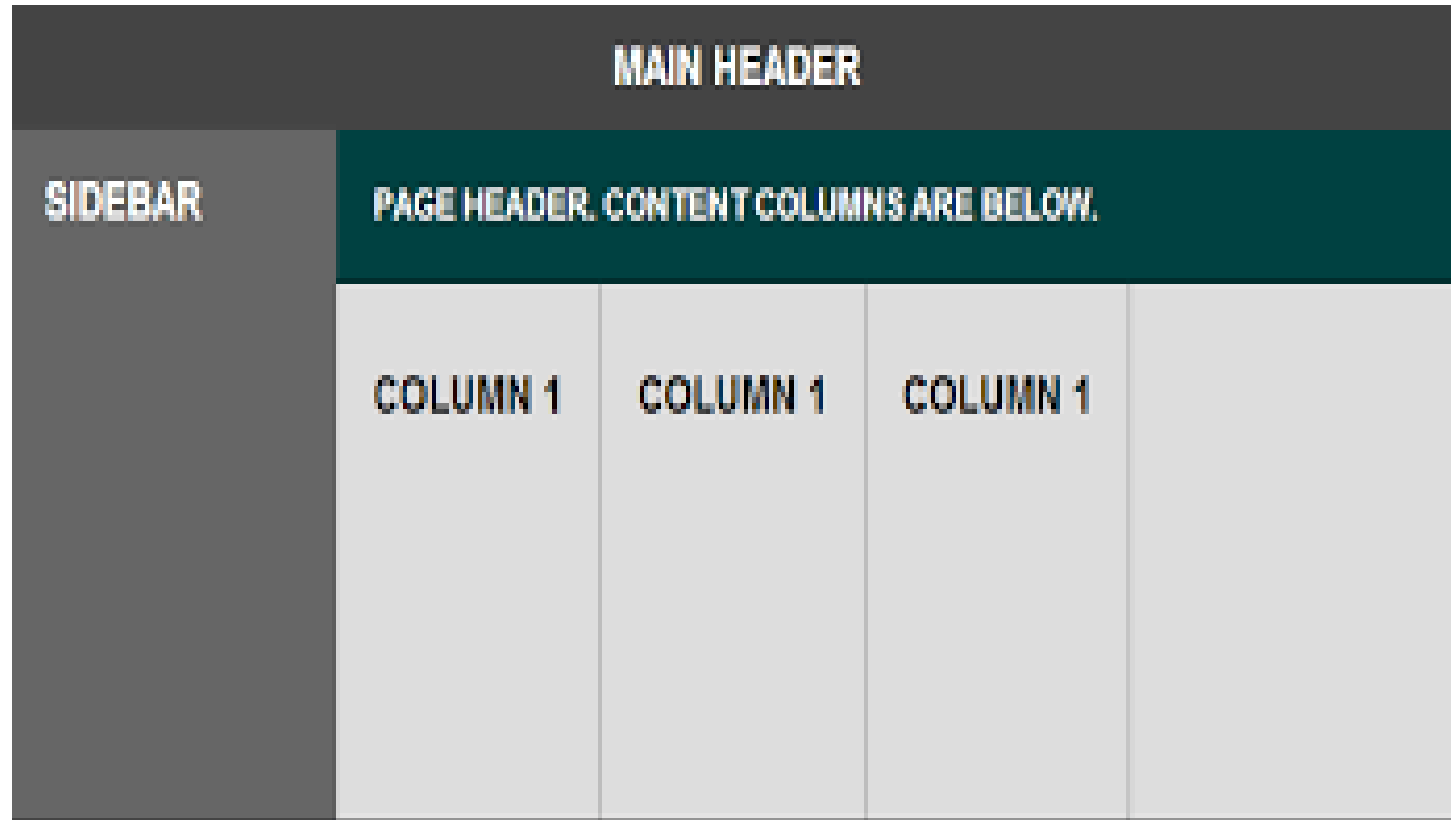 MAIN HEADER
SIDEBAR
PAGE HEADER. CONTENT COLUMNS ARE BELOW.
COLUMN 1
COLUMN 1
COLUMN 1